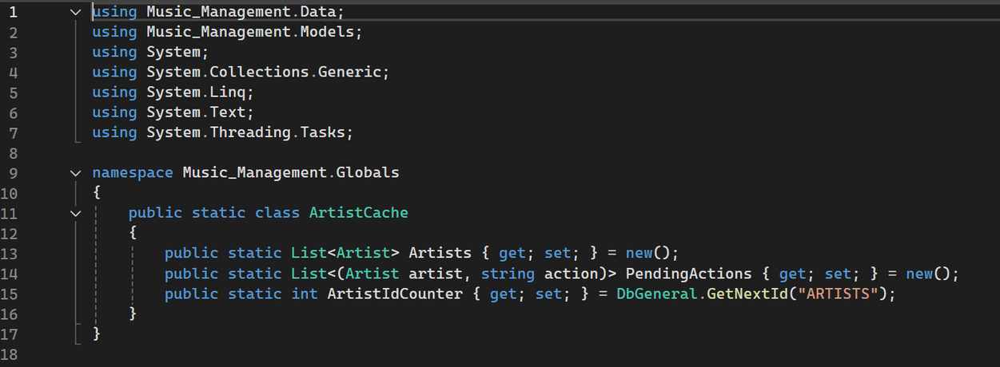 1 using Music_Management.Data;
2 using Music_Management.Models;
3 using System;
4 using System.Collections.Generic;
5 using System.Linq;
6 using System.Text;
7 using System.Threading.Tasks;
8
9 namespace Music_Management.Globals
10 {
11 public static class ArtistCache
12 {
13 public static List<Artist> Artists { get; set; } = new();
14 public static List<(Artist artist, string action)> PendingActions { get; set; } = new();
15 public static int ArtistIdCounter { get; set; } = DbGeneral.GetNextId("ARTISTS");
16 }
17 }
18